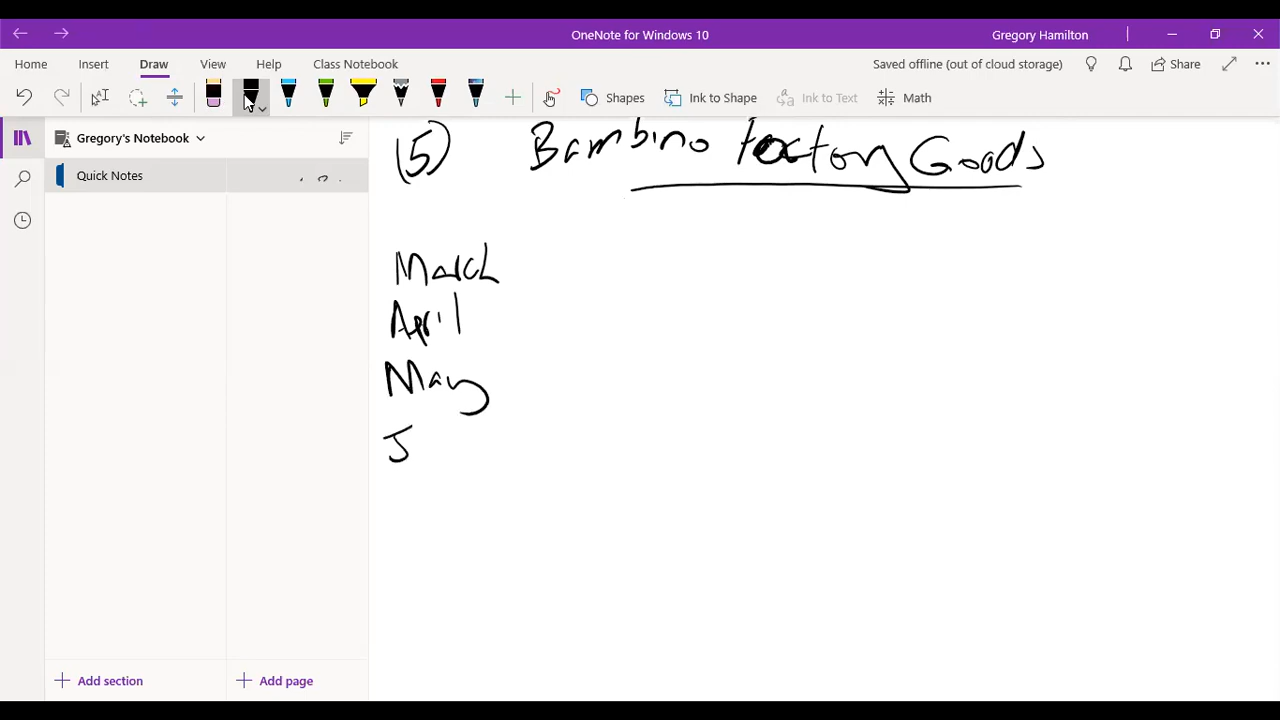 OneNote for Windows 10
Gregory Hamilton
Home Insert Draw View Help Class Notebook
Saved offline (out of cloud storage)
Share
Shapes
Ink to Shape
Ink to Text
Math
Gregory's Notebook
Quick Notes
(5) Bambino factory Goods
March
April
May
J
Add section
Add page